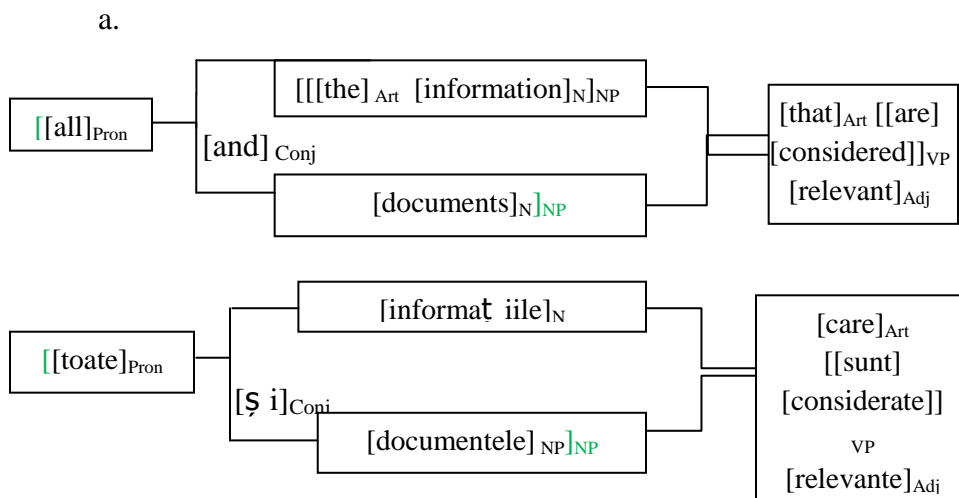 a.
[[all]Pron
[[[the] Art [information]N]NP
[and] Conj
[documents]N]NP
[that]Art [[are]
[considered]]VP
[relevant]Adj
[[toate]Pron
[informaț iile]N
[ș i]Conj
[documentele] NP]NP
[care]Art
[[sunt]
[considerate]]
VP
[relevante]Adj